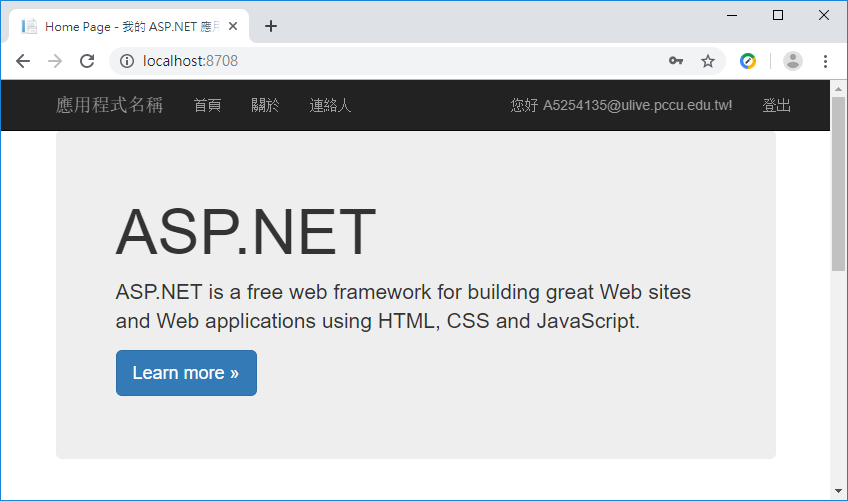 Home Page - 我的 ASP.NET 應用
localhost:8708
應用程式名稱 首頁 關於 連絡人 您好 A5254135@ulive.pccu.edu.tw! 登出
ASP.NET
ASP.NET is a free web framework for building great Web sites
and Web applications using HTML, CSS and JavaScript.
Learn more »